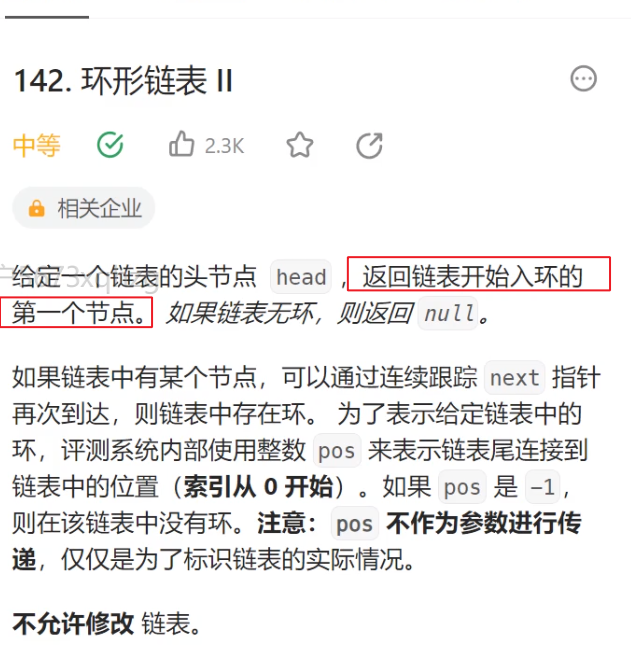 142. 环形链表 II
中等 2.3K
相关企业
给定一个链表的头节点 head ，返回链表开始入环的
第一个节点。 如果链表无环，则返回 null。
如果链表中有某个节点，可以通过连续跟踪 next 指针
再次到达，则链表中存在环。 为了表示给定链表中的
环，评测系统内部使用整数 pos 来表示链表尾连接到
链表中的位置（索引从 0 开始）。如果 pos 是 -1，
则在该链表中没有环。注意：pos 不作为参数进行传
递，仅仅是为了标识链表的实际情况。
不允许修改 链表。